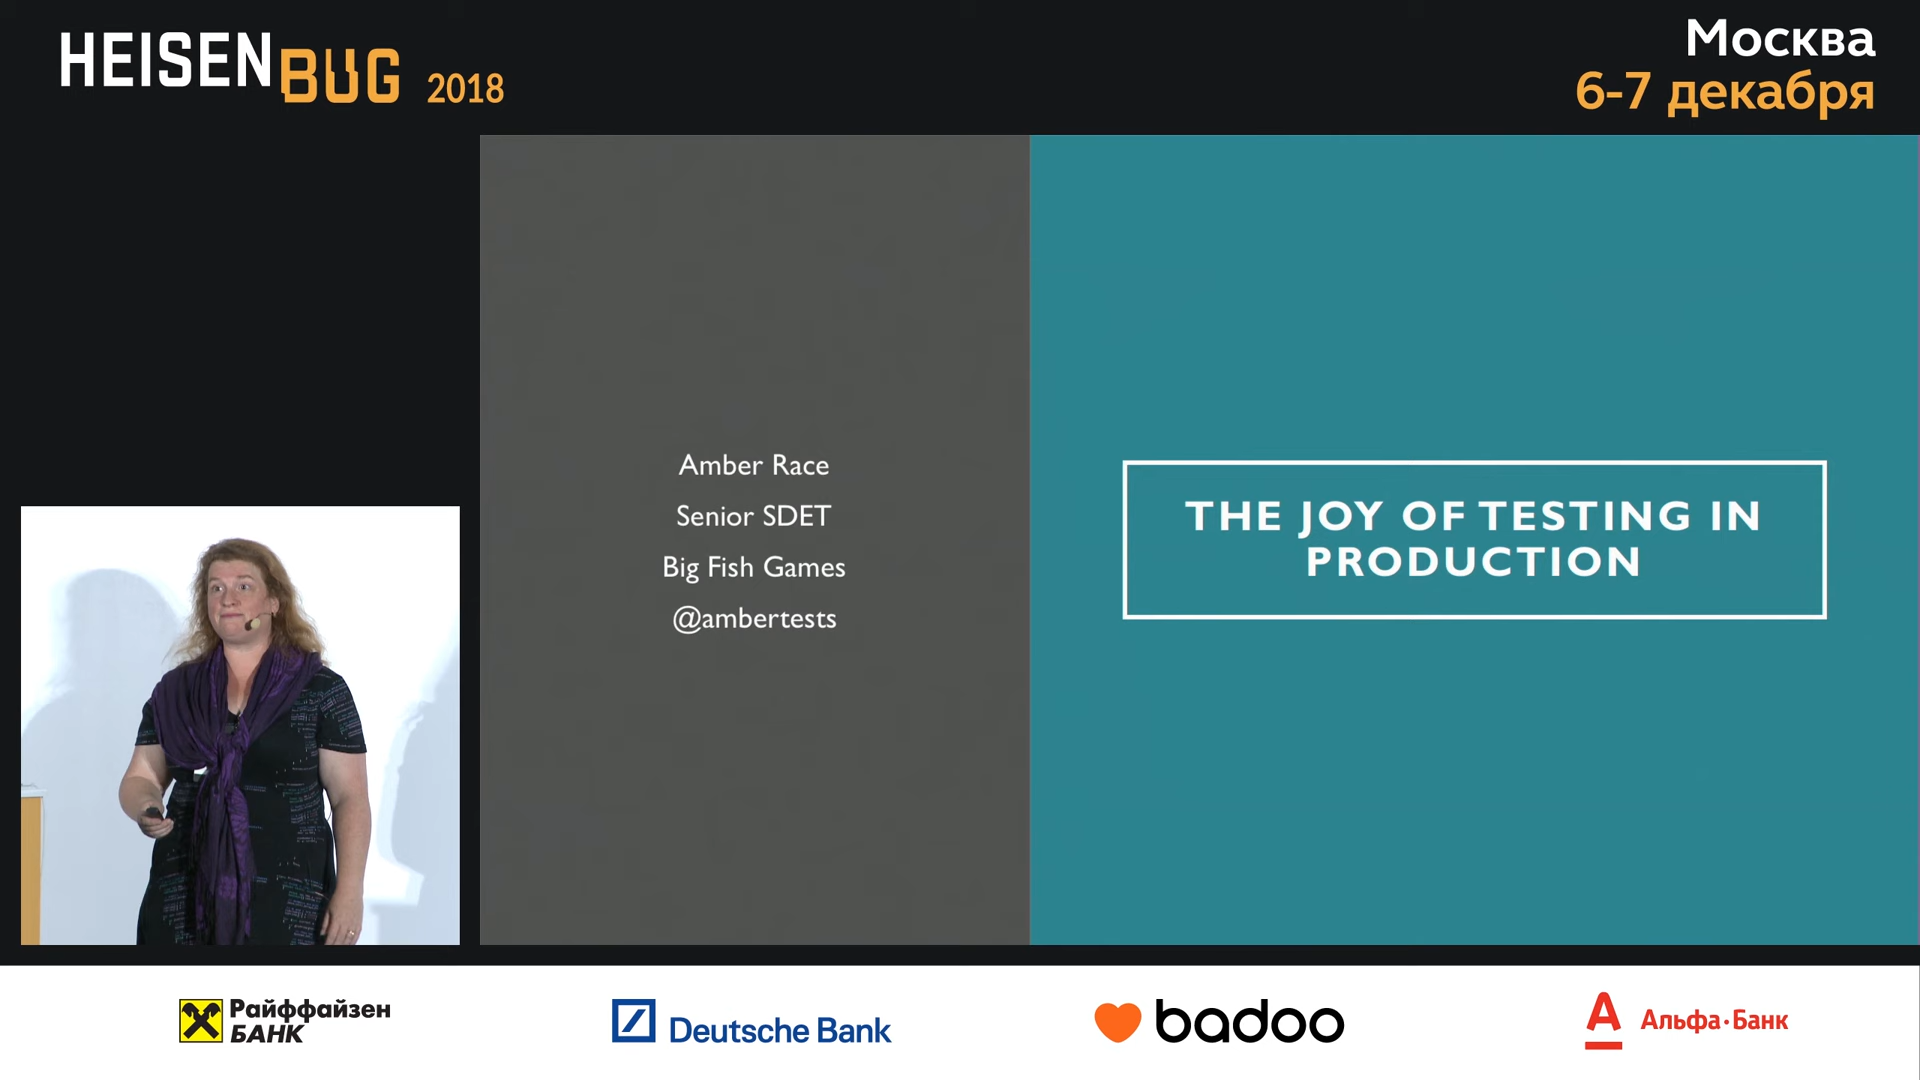 HEISENBUG 2018
Москва
6-7 декабря
Amber Race
Senior SDET
Big Fish Games
@ambertests
THE JOY OF TESTING IN
PRODUCTION
Райффайзен
БАНК
Deutsche Bank
badoo
Альфа·Банк